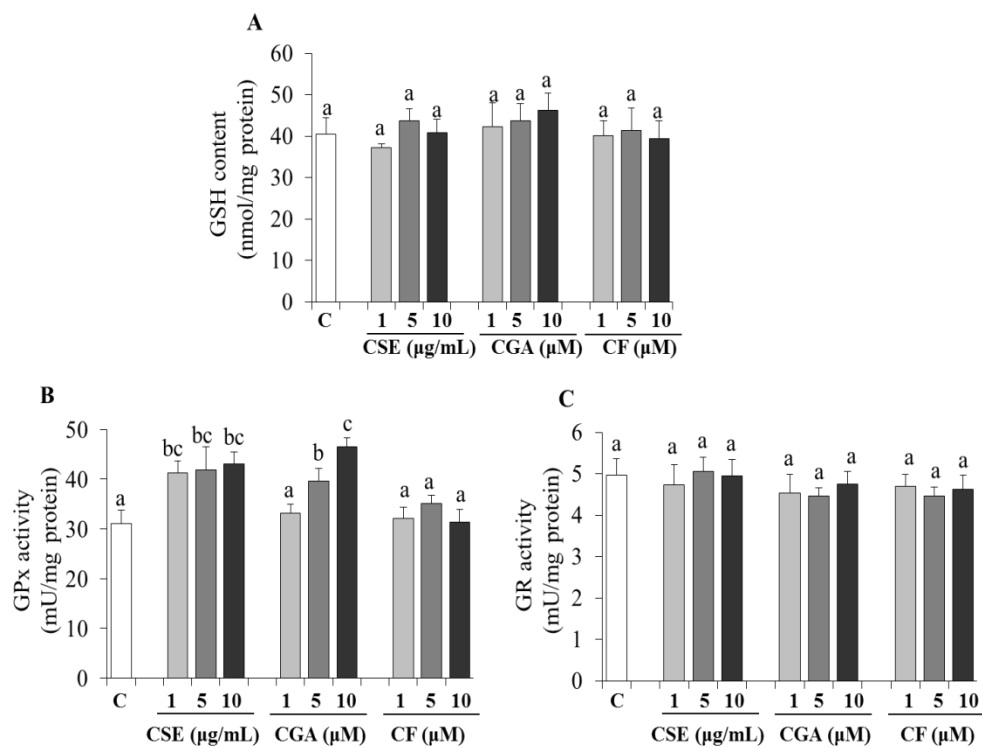 A
GSH content
(nmol/mg protein)
60
50
40
30
20
10
0
a a a a a a a a a a
C 1 5 10 1 5 10 1 5 10
CSE (µg/mL) CGA (µM) CF (µM)
B
GPx activity
(mU/mg protein)
50
40
30
20
10
0
a bc bc bc a b c a a a
C 1 5 10 1 5 10 1 5 10
CSE (µg/mL) CGA (µM) CF (µM)
C
GR activity
(mU/mg protein)
6
5
4
3
2
1
0
a a a a a a a a a a
C 1 5 10 1 5 10 1 5 10
CSE (µg/mL) CGA (µM) CF (µM)